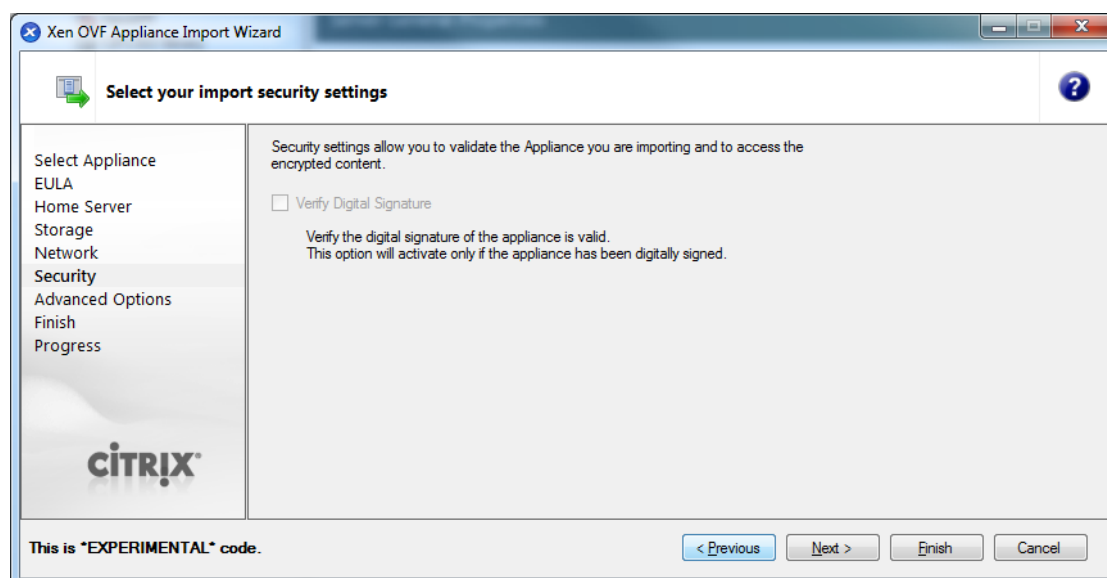 Xen OVF Appliance Import Wizard
Select your import security settings
?
Select Appliance
EULA
Home Server
Storage
Network
Security
Advanced Options
Finish
Progress
CİTRIX
Security settings allow you to validate the Appliance you are importing and to access the
encrypted content.
Verify Digital Signature
Verify the digital signature of the appliance is valid.
This option will activate only if the appliance has been digitally signed.
This is *EXPERIMENTAL* code.
< Previous
Next >
Finish
Cancel